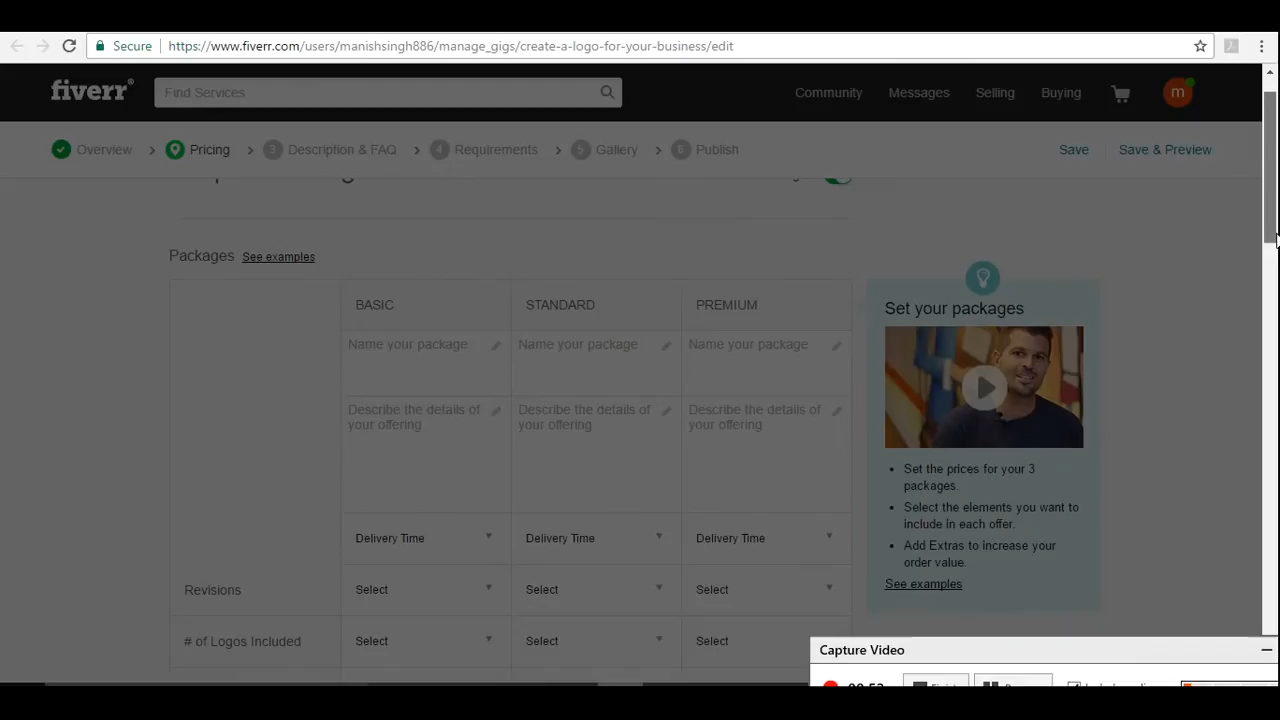 Secure https://www.fiverr.com/users/manishsingh886/manage_gigs/create-a-logo-for-your-business/edit
fiverr® Find Services Community Messages Selling Buying m
Overview Pricing 3 Description & FAQ 4 Requirements 5 Gallery 6 Publish Save Save & Preview
Packages See examples
BASIC STANDARD PREMIUM
Name your package Name your package Name your package
Describe the details of your offering Describe the details of your offering Describe the details of your offering
Delivery Time Delivery Time Delivery Time
Revisions Select Select Select
# of Logos Included Select Select Select
Set your packages
• Set the prices for your 3
packages.
• Select the elements you want to
include in each offer.
• Add Extras to increase your
order value.
See examples
Capture Video